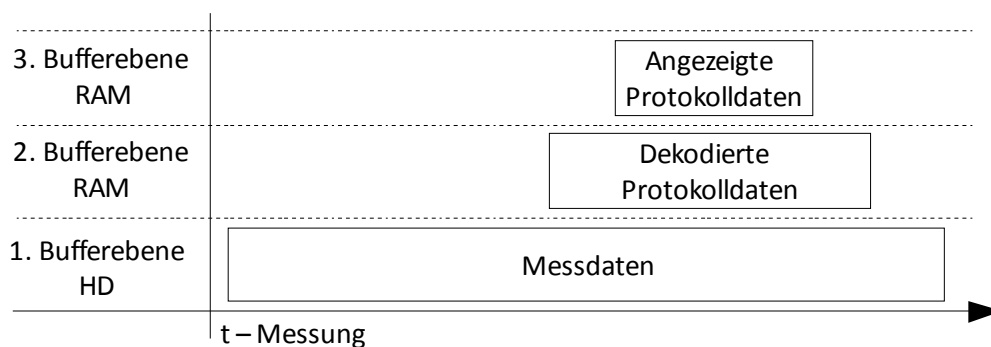 3. Bufferebene
RAM
Angezeigte
Protokolldaten
2. Bufferebene
RAM
Dekodierte
Protokolldaten
1. Bufferebene
HD
Messdaten
t – Messung